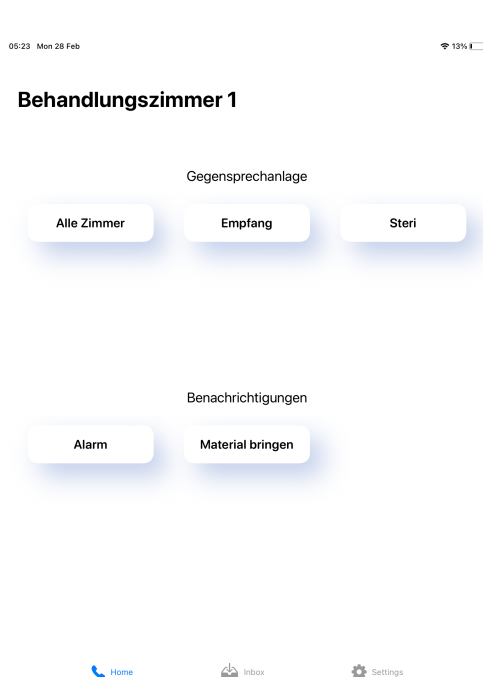 05:23 Mon 28 Feb
13%
Behandlungszimmer 1
Gegensprechanlage
Alle Zimmer
Empfang
Steri
Benachrichtigungen
Alarm
Material bringen
Home
Inbox
Settings